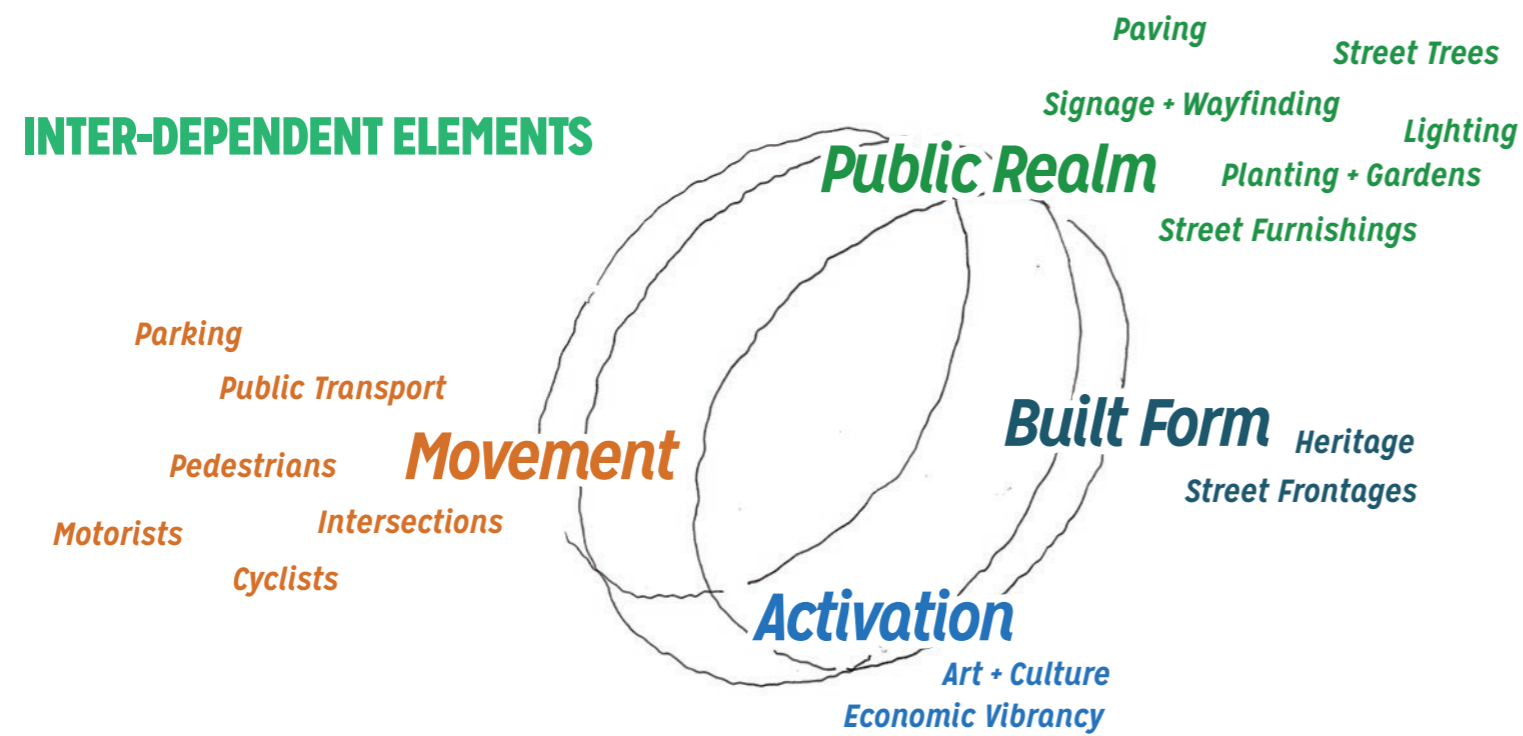 INTER-DEPENDENT ELEMENTS
Paving
Street Trees
Signage + Wayfinding
Lighting
Public Realm
Planting + Gardens
Street Furnishings
Parking
Public Transport
Movement
Pedestrians
Intersections
Motorists
Cyclists
Built Form
Heritage
Street Frontages
Activation
Art + Culture
Economic Vibrancy